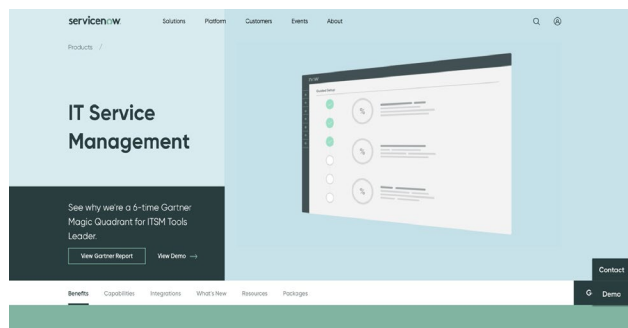 servicenow
Solutions Platform Customers Events About
Products /
IT Service
Management
See why we're a 6-time Gartner
Magic Quadrant for ITSM Tools
Leader.
View Gartner Report View Demo →
Contact
Benefits Capabilities Integrations What's New Resources Packages
G Demo